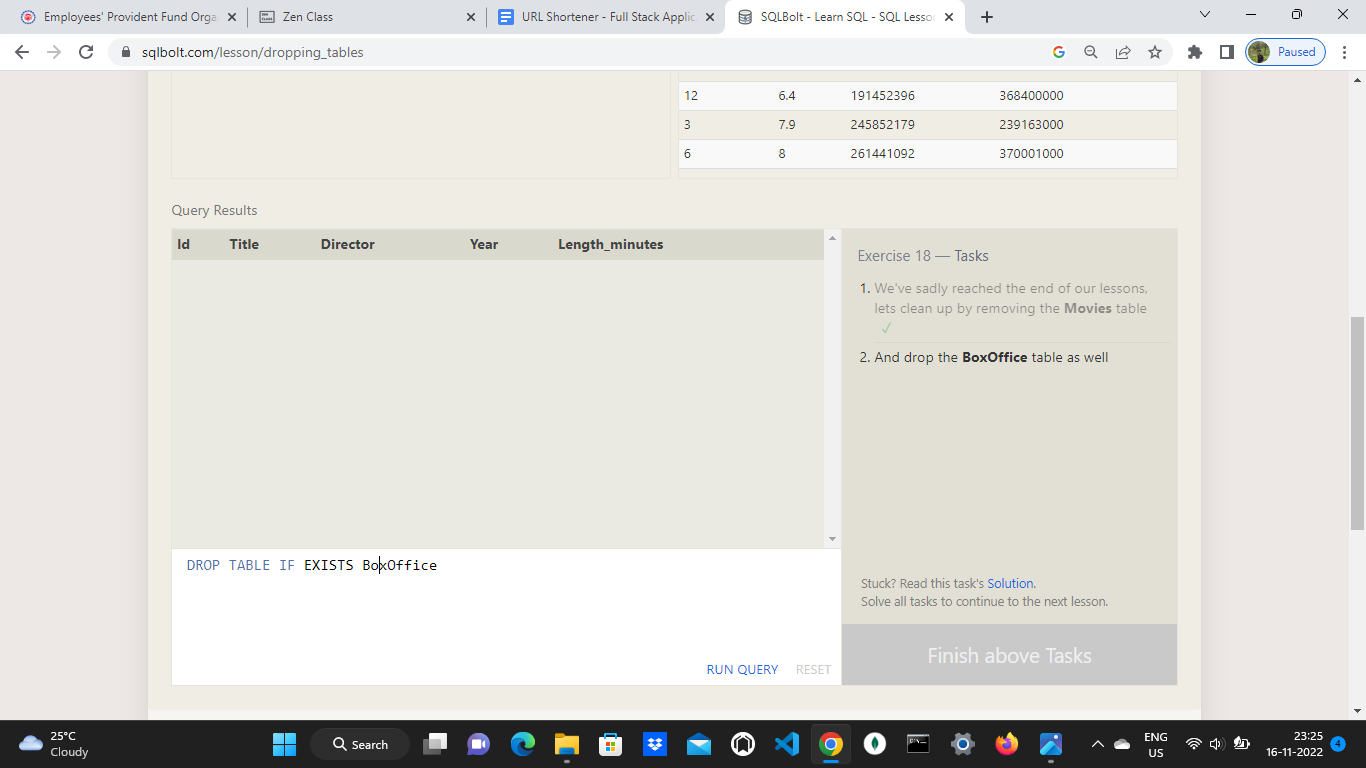 Employees' Provident Fund Orga
Zen Class
URL Shortener - Full Stack Applic
SQLBolt - Learn SQL - SQL Lesso
sqlbolt.com/lesson/dropping_tables
Paused
12 6.4 191452396 368400000
3 7.9 245852179 239163000
6 8 261441092 370001000
Query Results
Id Title Director Year Length_minutes
Exercise 18 — Tasks
1. We've sadly reached the end of our lessons,
lets clean up by removing the Movies table
✓
2. And drop the BoxOffice table as well
DROP TABLE IF EXISTS BoxOffice
Stuck? Read this task's Solution.
Solve all tasks to continue to the next lesson.
RUN QUERY RESET
Finish above Tasks
25°C
Cloudy
Search
ENG
US
23:25
16-11-2022
4